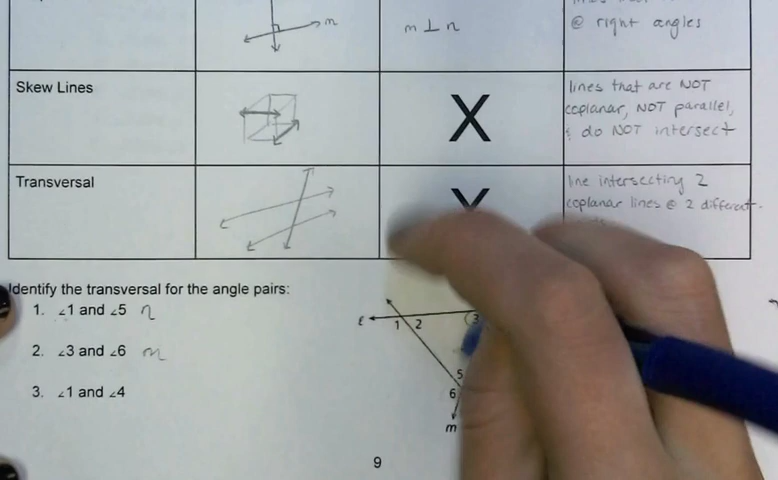 n
m ⊥ n
@ right angles
Skew Lines
X
lines that are NOT
coplanar, NOT parallel,
& do NOT intersect
Transversal
line intersecting 2
coplanar lines @ 2 different
Identify the transversal for the angle pairs:
1. ∠1 and ∠5 n
2. ∠3 and ∠6 m
3. ∠1 and ∠4
ℓ 1 2 3
5
6
m
9